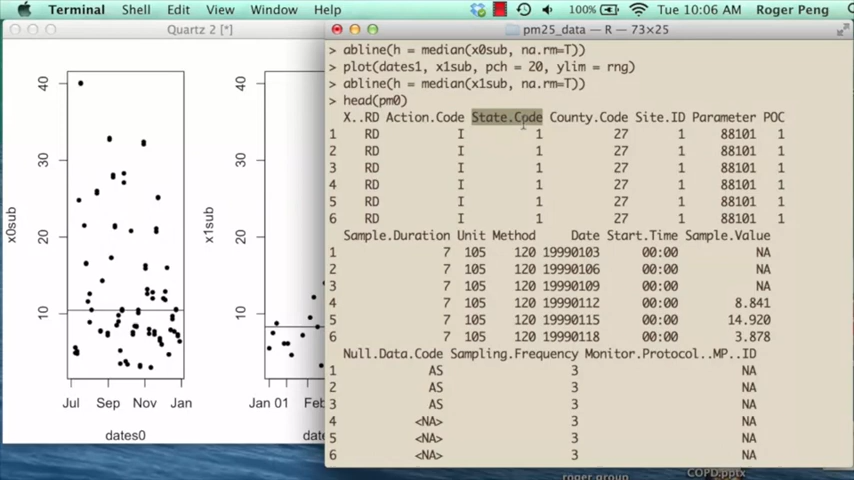 Terminal Shell Edit View Window Help 100% Tue 10:06 AM Roger Peng
Quartz 2 [*]
pm25_data — R — 73×25
> abline(h = median(x0sub, na.rm=T))
> plot(dates1, x1sub, pch = 20, ylim = rng)
> abline(h = median(x1sub, na.rm=T))
> head(pm0)
X..RD Action.Code State.Code County.Code Site.ID Parameter POC
1 RD I 1 27 1 88101 1
2 RD I 1 27 1 88101 1
3 RD I 1 27 1 88101 1
4 RD I 1 27 1 88101 1
5 RD I 1 27 1 88101 1
6 RD I 1 27 1 88101 1
Sample.Duration Unit Method Date Start.Time Sample.Value
1 7 105 120 19990103 00:00 NA
2 7 105 120 19990106 00:00 NA
3 7 105 120 19990109 00:00 NA
4 7 105 120 19990112 00:00 8.841
5 7 105 120 19990115 00:00 14.920
6 7 105 120 19990118 00:00 3.878
Null.Data.Code Sampling.Frequency Monitor.Protocol..MP..ID
1 AS 3 NA
2 AS 3 NA
3 AS 3 NA
4 <NA> 3 NA
5 <NA> 3 NA
6 <NA> 3 NA
40
30
20
10
x0sub
Jul Sep Nov Jan
dates0
40
30
20
10
x1sub
Jan 01 Feb
date
roger group
COPD.pptx